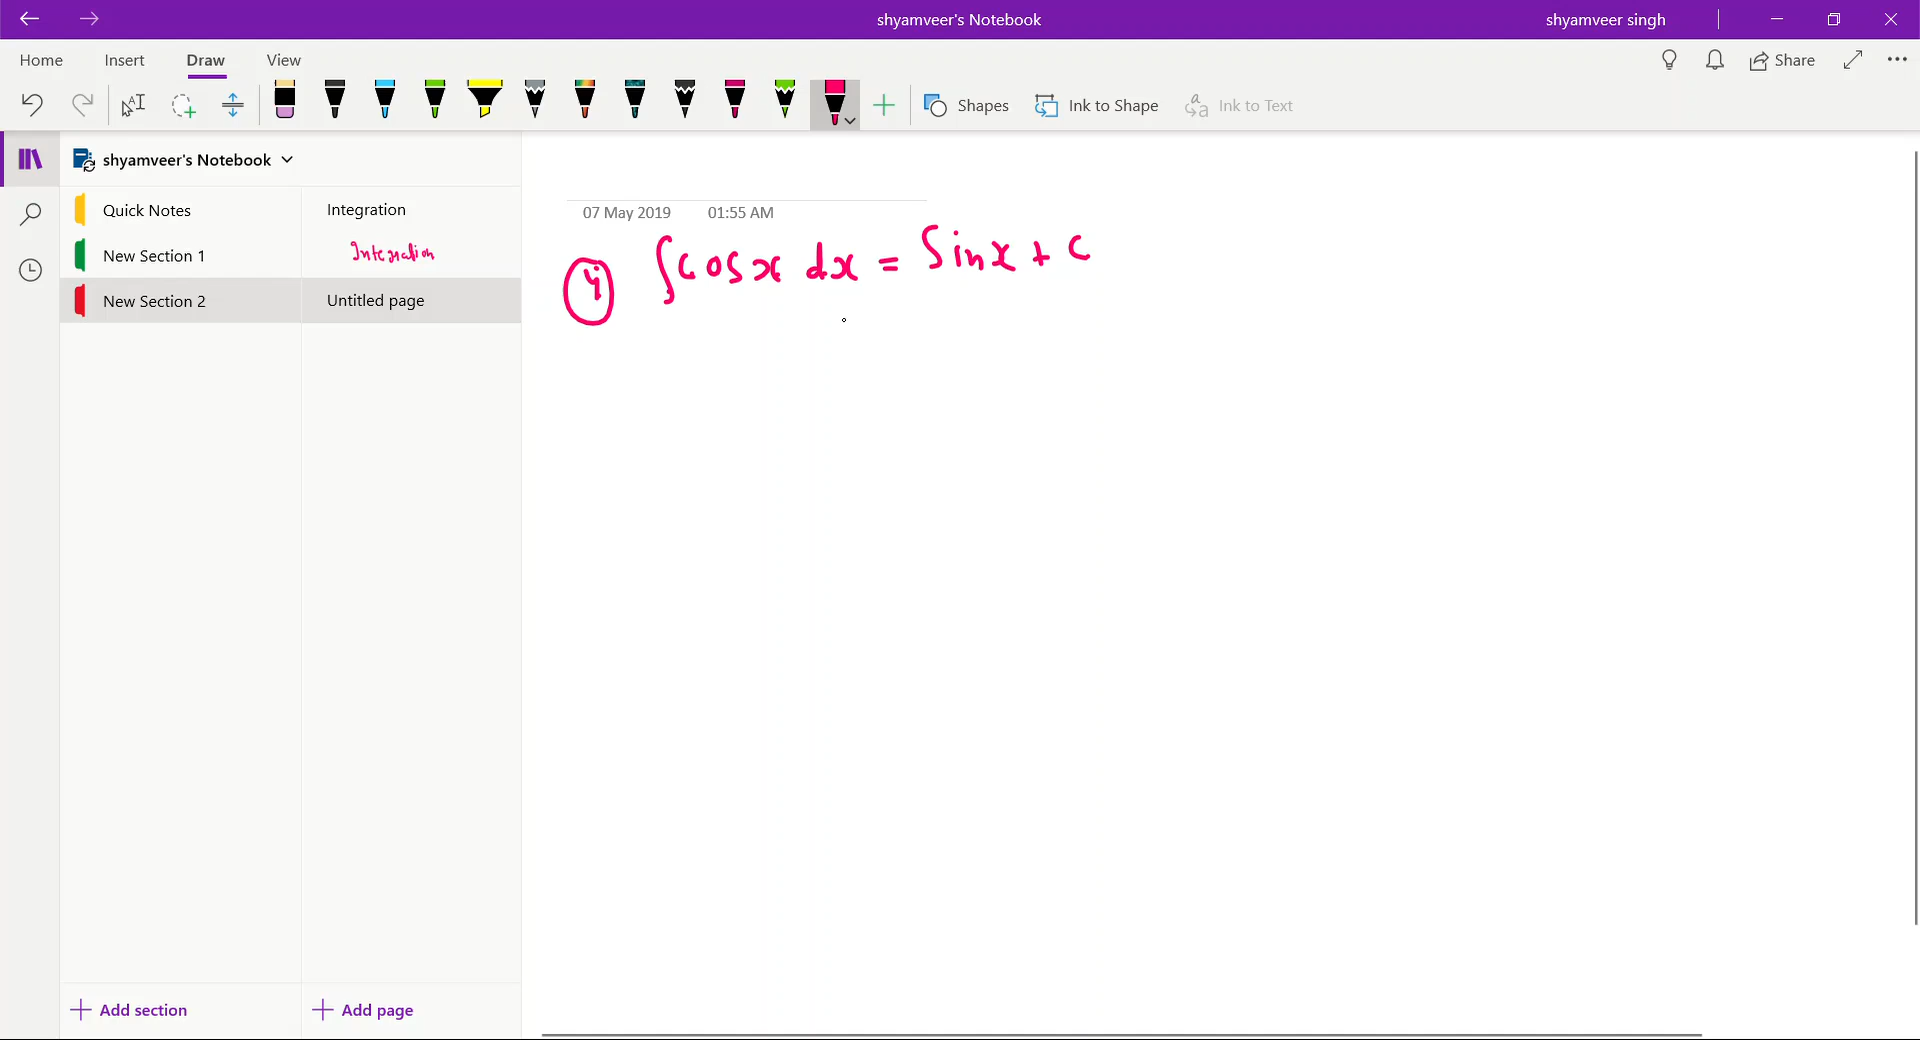 shyamveer's Notebook
shyamveer singh
Home Insert Draw View
Share
Shapes Ink to Shape Ink to Text
shyamveer's Notebook
Quick Notes
New Section 1
New Section 2
Integration
Integration
Untitled page
07 May 2019 01:55 AM
④ ∫cosx dx = Sinx + c
Add section
Add page